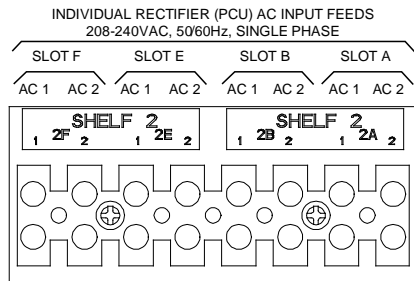 INDIVIDUAL RECTIFIER (PCU) AC INPUT FEEDS
208-240VAC, 50/60Hz, SINGLE PHASE
SLOT F SLOT E SLOT B SLOT A
AC 1 AC 2 AC 1 AC 2 AC 1 AC 2 AC 1 AC 2
SHELF 2 SHELF 2
1 2F 2 1 2E 2 1 2B 2 1 2A 2